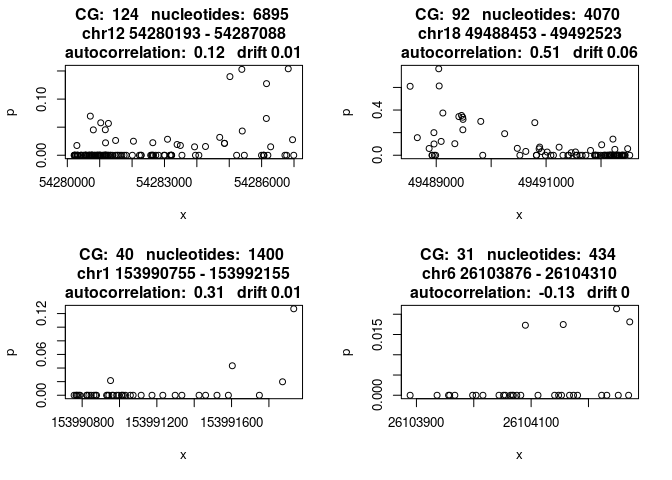 CG: 124 nucleotides: 6895
chr12 54280193 - 54287088
autocorrelation: 0.12 drift 0.01
p
0.10
0.00
54280000 54283000 54286000
x
CG: 92 nucleotides: 4070
chr18 49488453 - 49492523
autocorrelation: 0.51 drift 0.06
p
0.4
0.0
49489000 49491000
x
CG: 40 nucleotides: 1400
chr1 153990755 - 153992155
autocorrelation: 0.31 drift 0.01
p
0.12
0.06
0.00
153990800 153991200 153991600
x
CG: 31 nucleotides: 434
chr6 26103876 - 26104310
autocorrelation: -0.13 drift 0
p
0.015
0.000
26103900 26104100
x